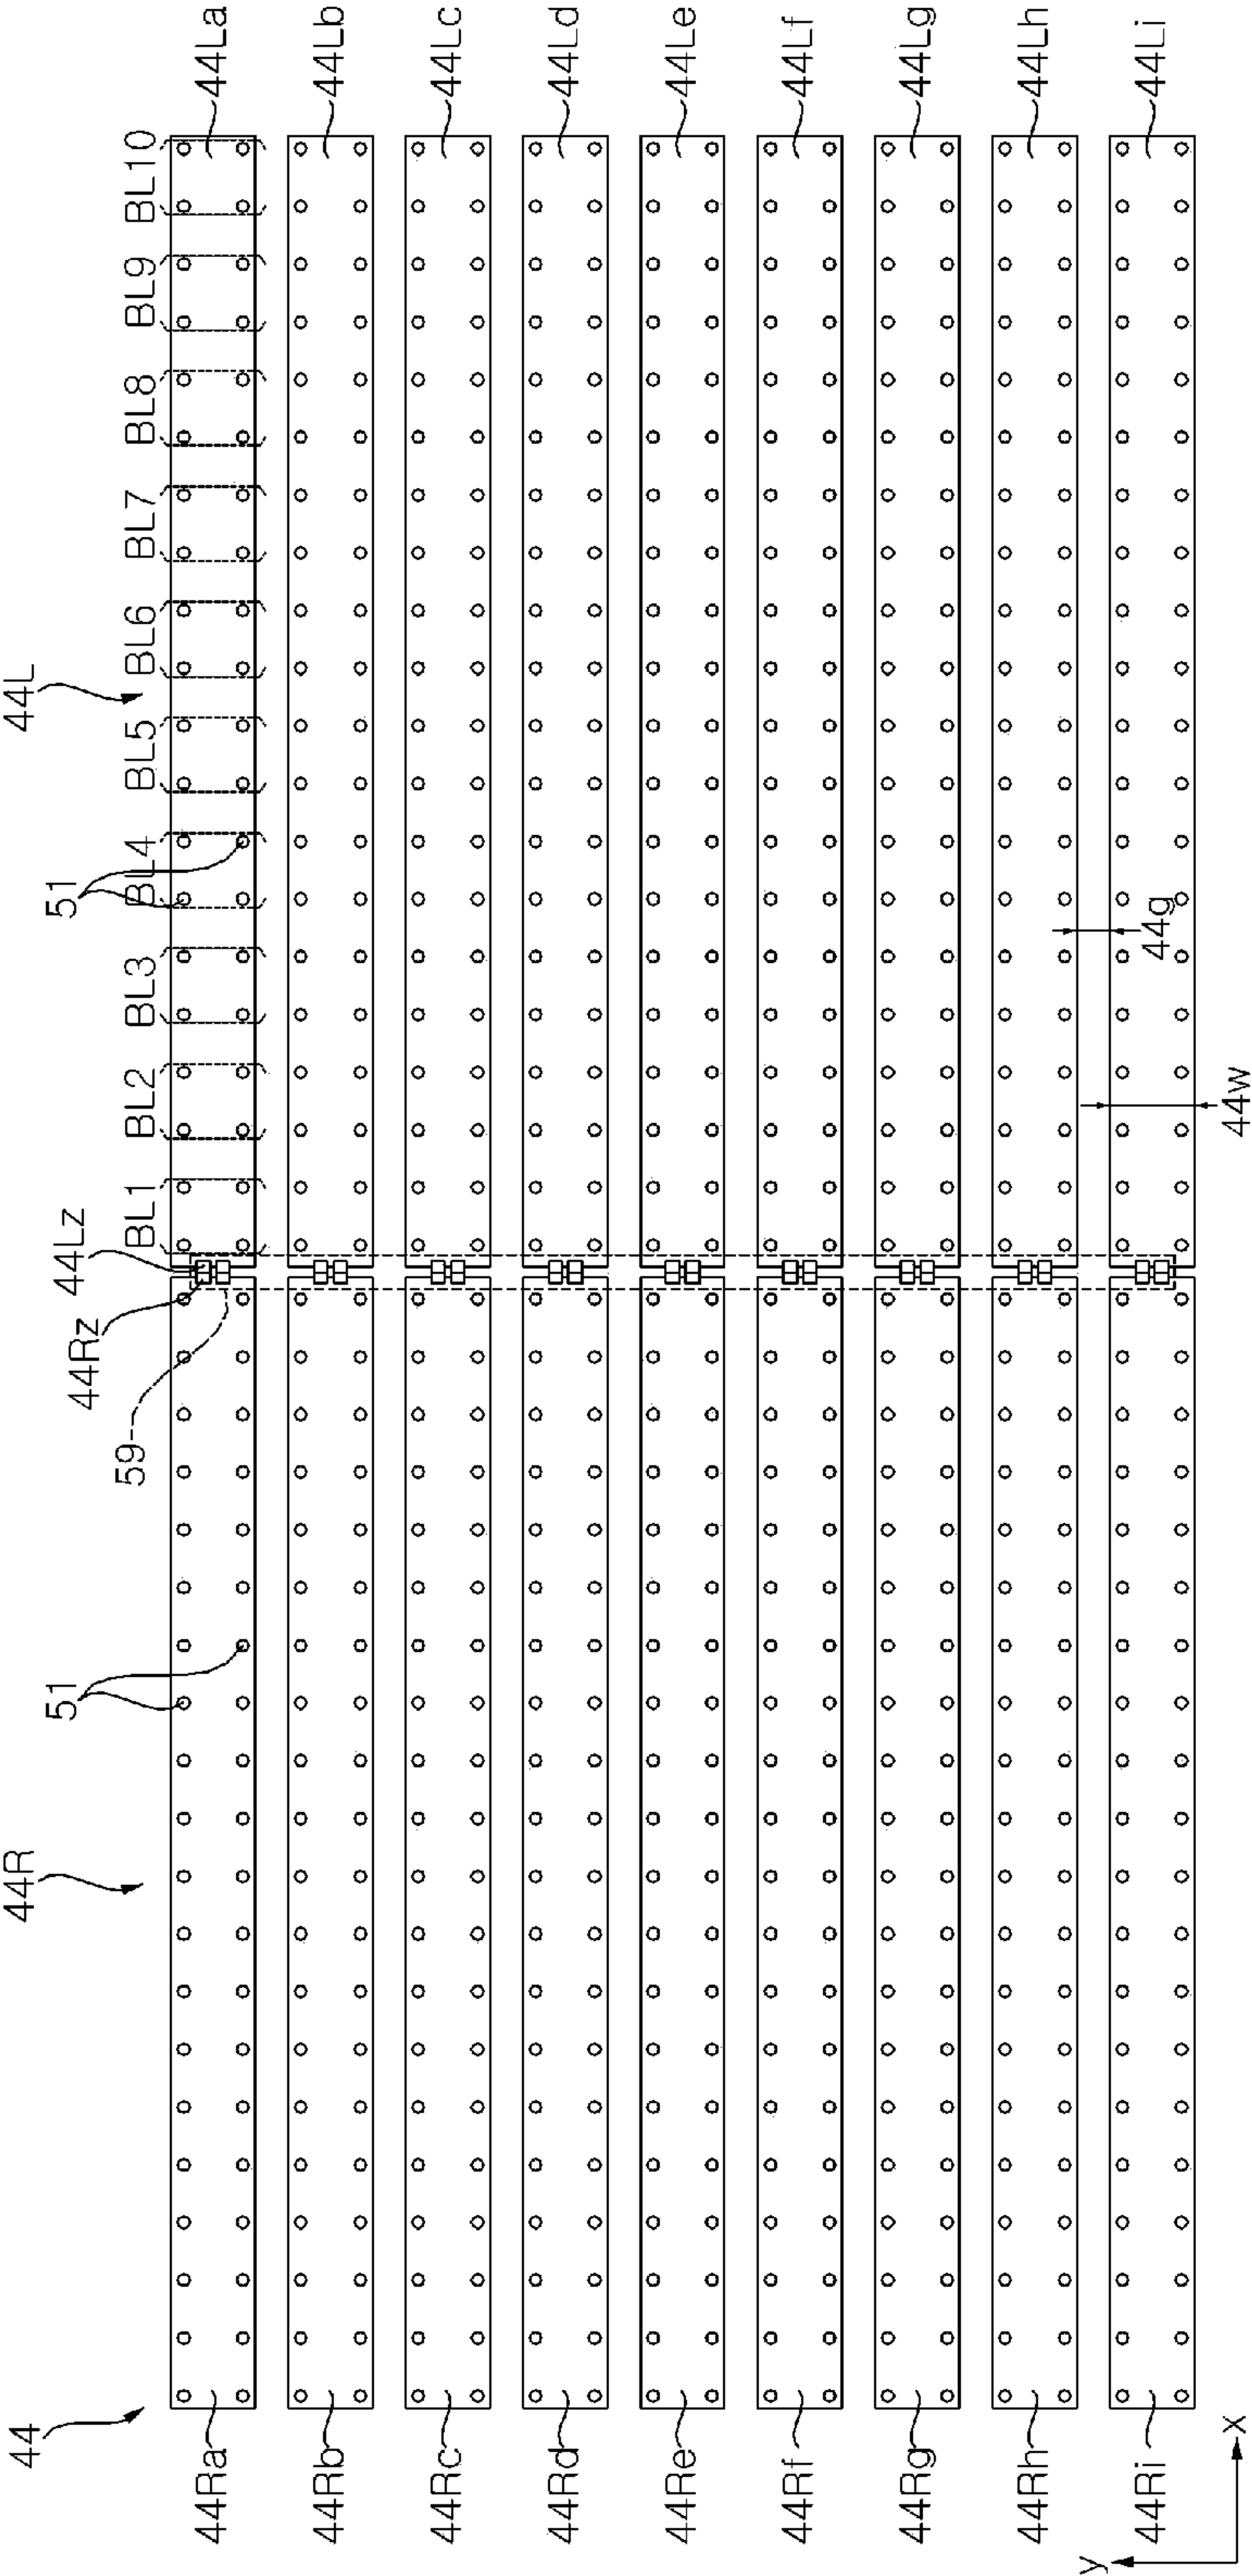 44
44R
44L
51
51
BL1
BL2
BL3
BL4
BL5
BL6
BL7
BL8
BL9
BL10
44Lz
44Rz
59
44Ra
44La
44Rb
44Lb
44Rc
44Lc
44Rd
44Ld
44Re
44Le
44Rf
44Lf
44Rg
44Lg
44Rh
44Lh
44Ri
44Li
44g
44w
y
x